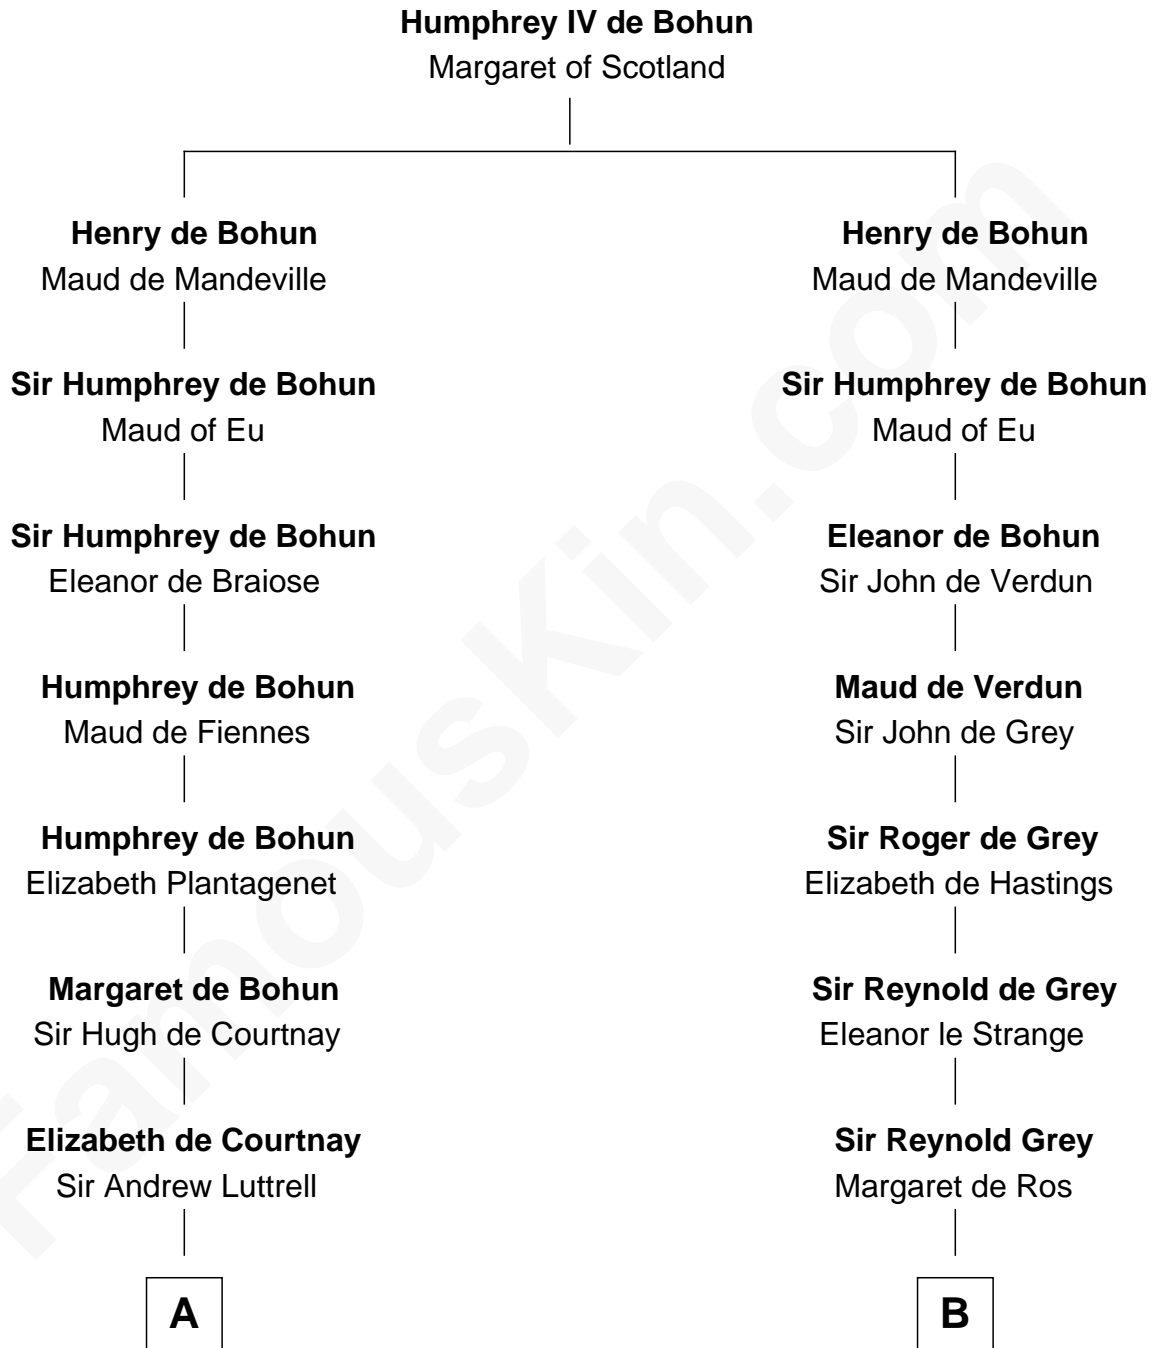 Humphrey IV de Bohun
Margaret of Scotland
Henry de Bohun
Maud de Mandeville
Henry de Bohun
Maud de Mandeville
Sir Humphrey de Bohun
Maud of Eu
Sir Humphrey de Bohun
Maud of Eu
Sir Humphrey de Bohun
Eleanor de Braiose
Eleanor de Bohun
Sir John de Verdun
Humphrey de Bohun
Maud de Fiennes
Maud de Verdun
Sir John de Grey
Humphrey de Bohun
Elizabeth Plantagenet
Sir Roger de Grey
Elizabeth de Hastings
Margaret de Bohun
Sir Hugh de Courtnay
Sir Reynold de Grey
Eleanor le Strange
Elizabeth de Courtnay
Sir Andrew Luttrell
Sir Reynold Grey
Margaret de Ros
A
B
FamousKin.com